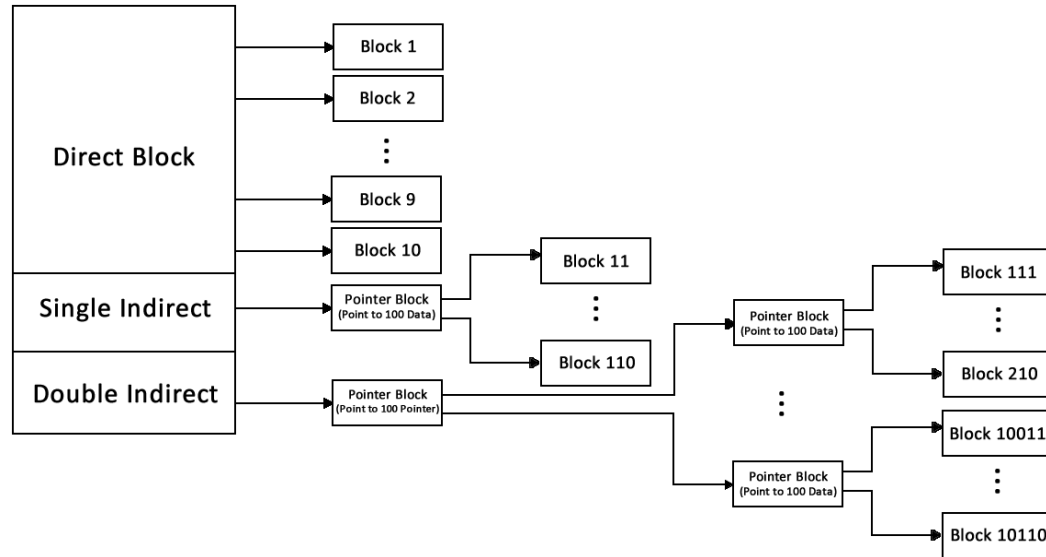 Direct Block
Single Indirect
Double Indirect
Block 1
Block 2
Block 9
Block 10
Pointer Block
(Point to 100 Data)
Block 11
Block 110
Pointer Block
(Point to 100 Pointer)
Pointer Block
(Point to 100 Data)
Block 111
Block 210
Pointer Block
(Point to 100 Data)
Block 10011
Block 10110